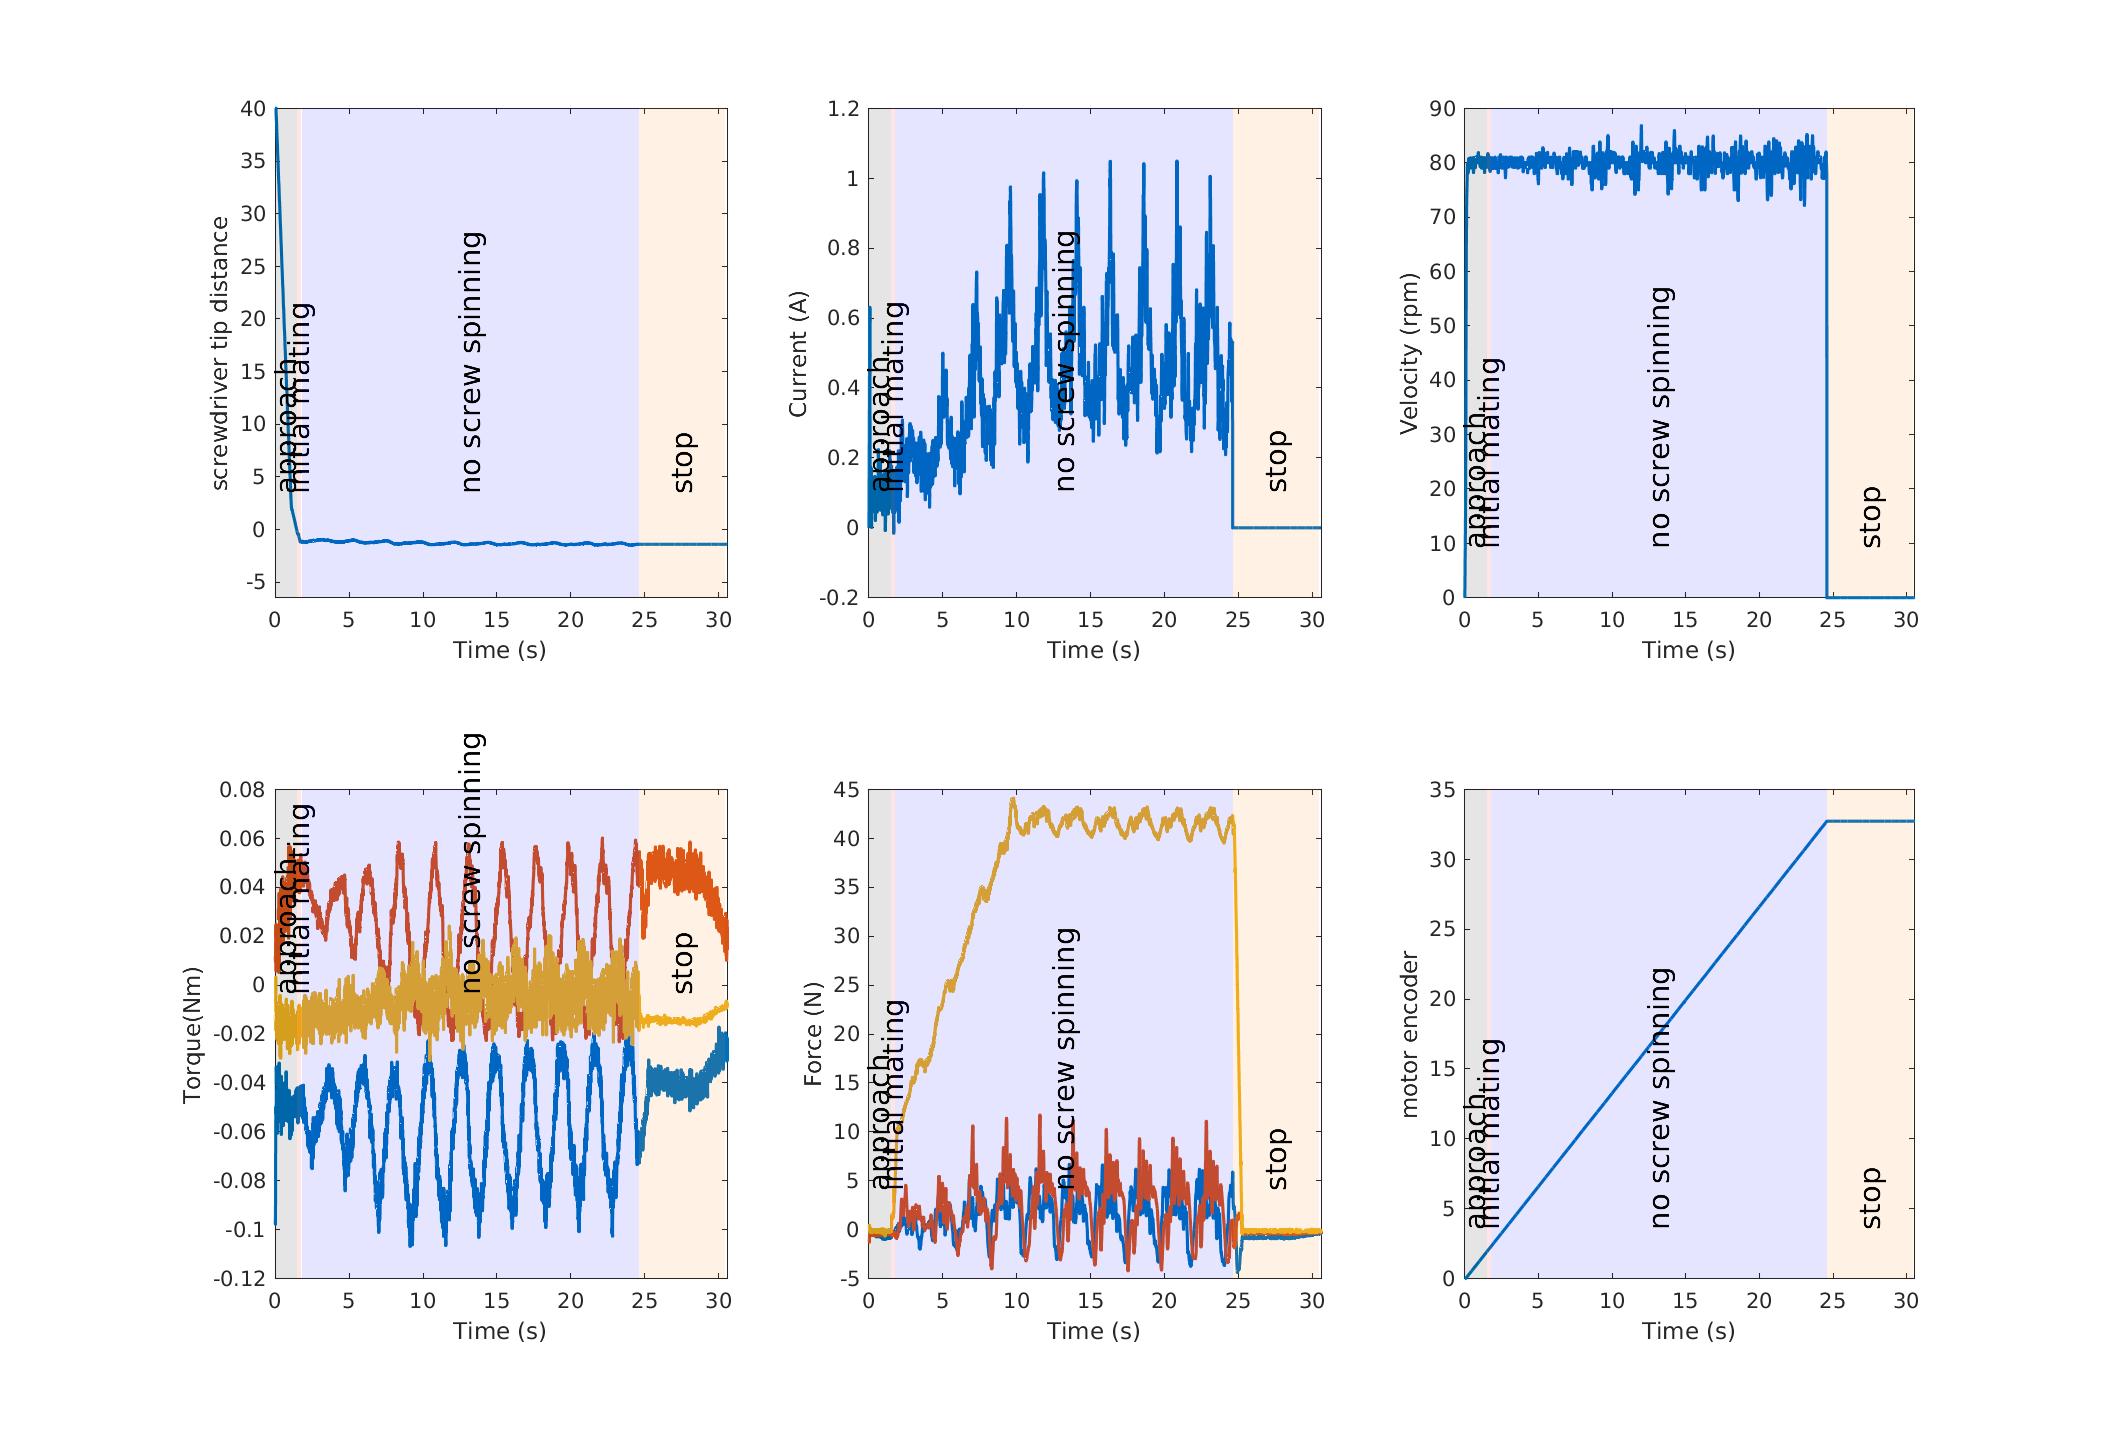 40
35
30
25
20
15
10
5
0
-5
screwdriver tip distance
approach
initial mating
no screw spinning
stop
0 5 10 15 20 25 30
Time (s)
1.2
1
0.8
0.6
0.4
0.2
0
-0.2
Current (A)
approach
initial mating
no screw spinning
stop
0 5 10 15 20 25 30
Time (s)
90
80
70
60
50
40
30
20
10
0
Velocity (rpm)
approach
initial mating
no screw spinning
stop
0 5 10 15 20 25 30
Time (s)
0.08
0.06
0.04
0.02
0
-0.02
-0.04
-0.06
-0.08
-0.1
-0.12
Torque(Nm)
approach
initial mating
no screw spinning
stop
0 5 10 15 20 25 30
Time (s)
45
40
35
30
25
20
15
10
5
0
-5
Force (N)
approach
initial mating
no screw spinning
stop
0 5 10 15 20 25 30
Time (s)
35
30
25
20
15
10
5
0
motor encoder
approach
initial mating
no screw spinning
stop
0 5 10 15 20 25 30
Time (s)